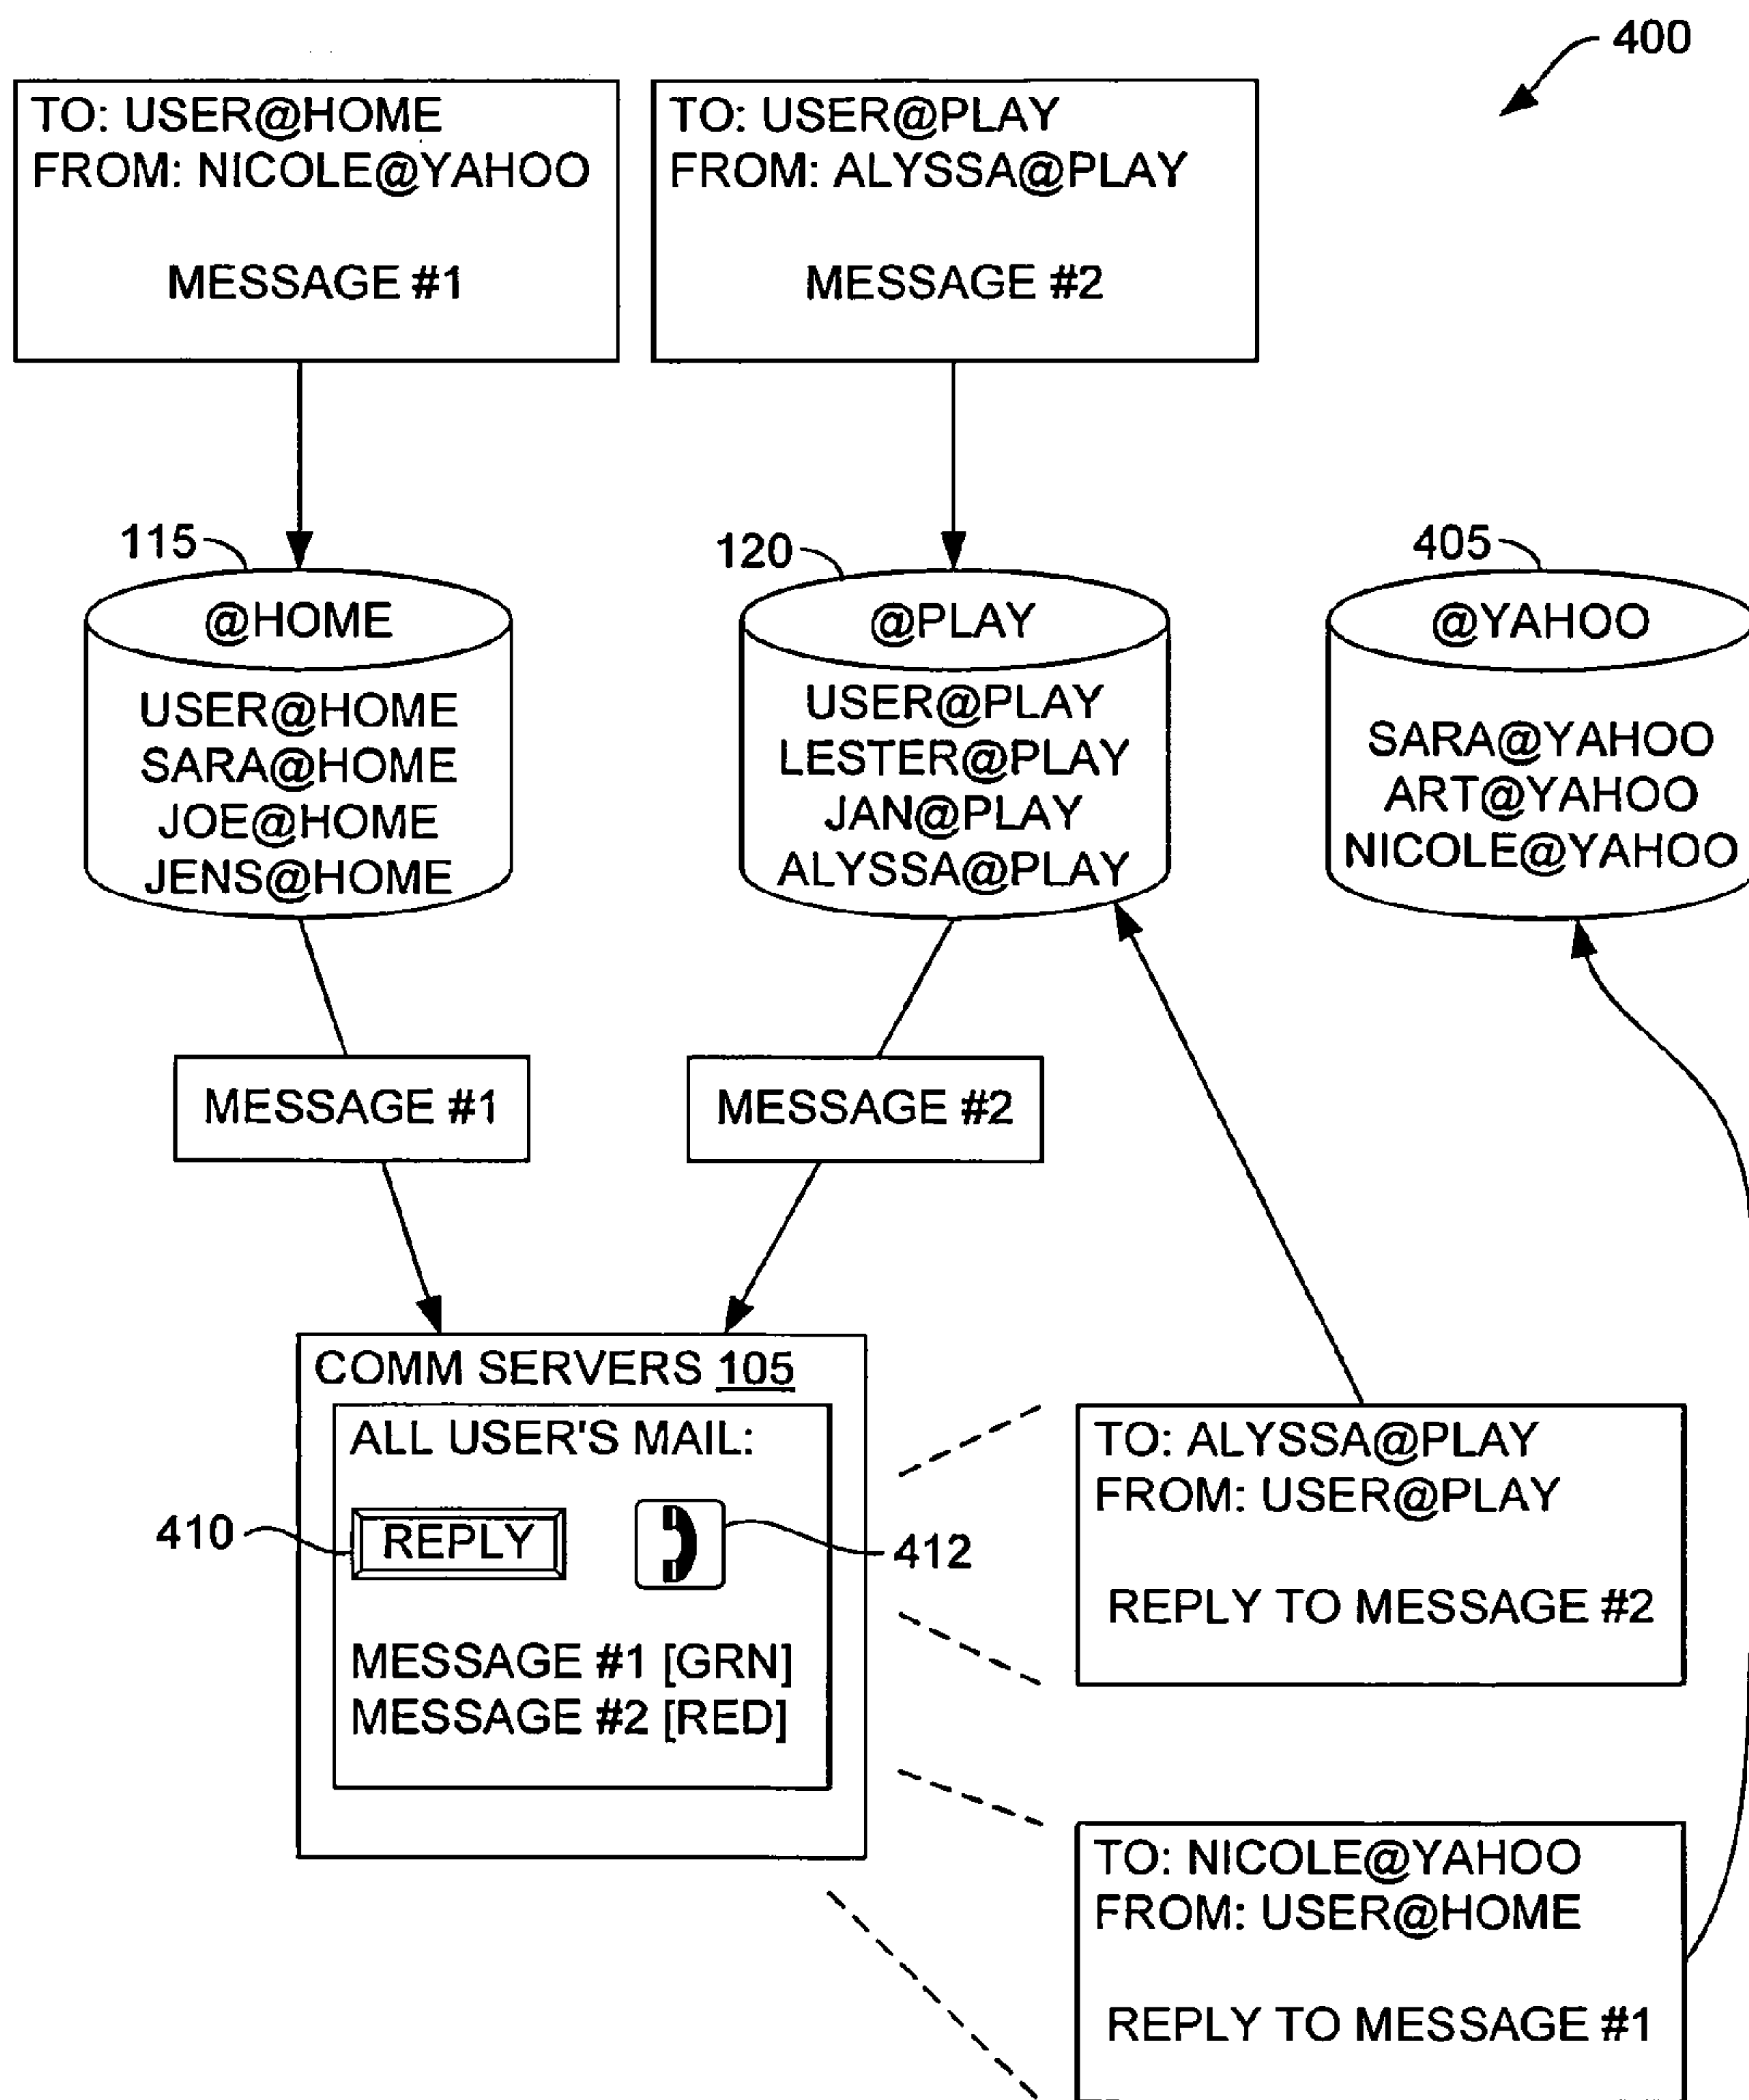 400
TO: USER@HOME
FROM: NICOLE@YAHOO
MESSAGE #1
TO: USER@PLAY
FROM: ALYSSA@PLAY
MESSAGE #2
115
@HOME
USER@HOME
SARA@HOME
JOE@HOME
JENS@HOME
120
@PLAY
USER@PLAY
LESTER@PLAY
JAN@PLAY
ALYSSA@PLAY
405
@YAHOO
SARA@YAHOO
ART@YAHOO
NICOLE@YAHOO
MESSAGE #1
MESSAGE #2
COMM SERVERS 105
ALL USER'S MAIL:
410
REPLY
412
MESSAGE #1 [GRN]
MESSAGE #2 [RED]
TO: ALYSSA@PLAY
FROM: USER@PLAY
REPLY TO MESSAGE #2
TO: NICOLE@YAHOO
FROM: USER@HOME
REPLY TO MESSAGE #1